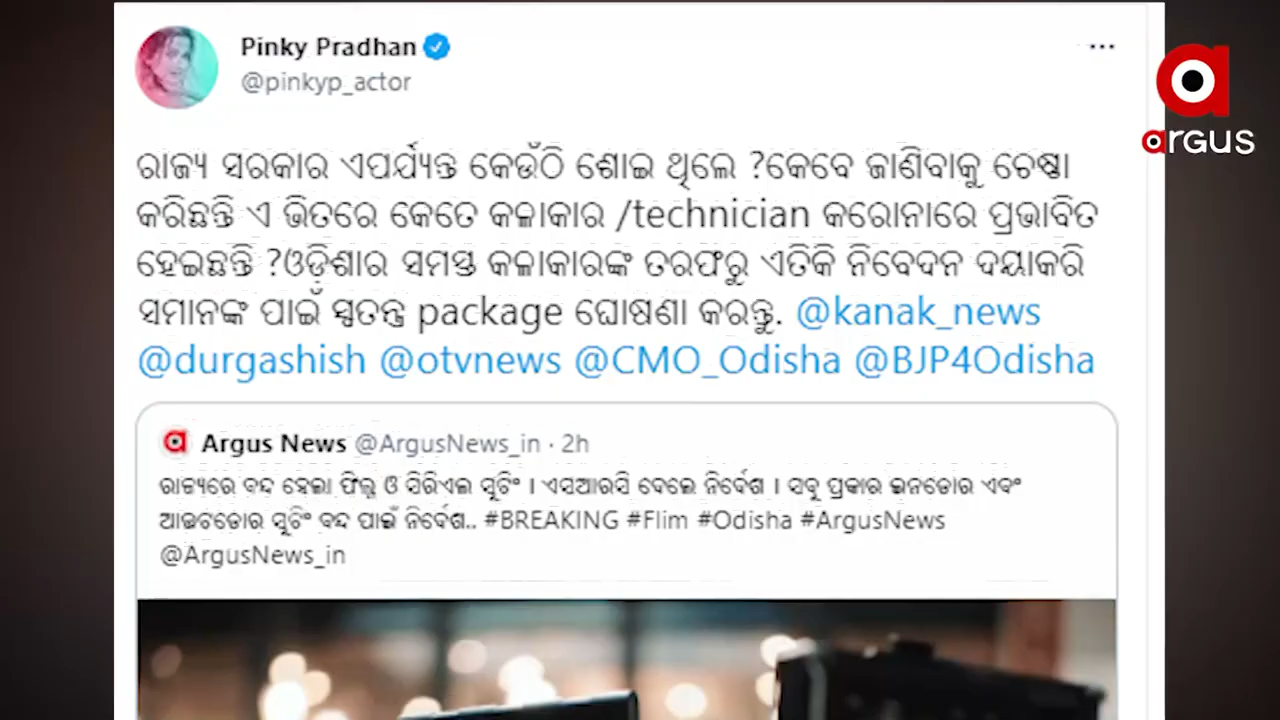 Pinky Pradhan
@pinkyp_actor
argus
ରାଜ୍ୟ ସରକାର ଏପର୍ଯ୍ୟନ୍ତ କେଉଁଠି ଶୋଇ ଥିଲେ ?କେବେ ଜାଣିବାକୁ ଚେଷ୍ଟା
କରିଛନ୍ତି ଏ ଭିତରେ କେତେ କଳାକାର /technician କରୋନାରେ ପ୍ରଭାବିତ
ହେଇଛନ୍ତି ?ଓଡ଼ିଶାର ସମସ୍ତ କଳାକାରଙ୍କ ତରଫରୁ ଏତିକି ନିବେଦନ ଦୟାକରି
ସମାନଙ୍କ ପାଇଁ ସ୍ବତନ୍ତ୍ର package ଘୋଷଣା କରନ୍ତୁ. @kanak_news
@durgashish @otvnews @CMO_Odisha @BJP4Odisha
Argus News @ArgusNews_in · 2h
ରାଜ୍ୟରେ ବନ୍ଦ ହେଲା ଫିଲ୍ମ ଓ ସିରିଏଲ ସୁଟିଂ । ଏସଆରସି ଦେଲେ ନିର୍ଦେଶ । ସବୁ ପ୍ରକାର ଇନଡୋର ଏବଂ
ଆଉଟଡୋର ସୁଟିଂ ବନ୍ଦ ପାଇଁ ନିର୍ଦେଶ.. #BREAKING #Flim #Odisha #ArgusNews
@ArgusNews_in